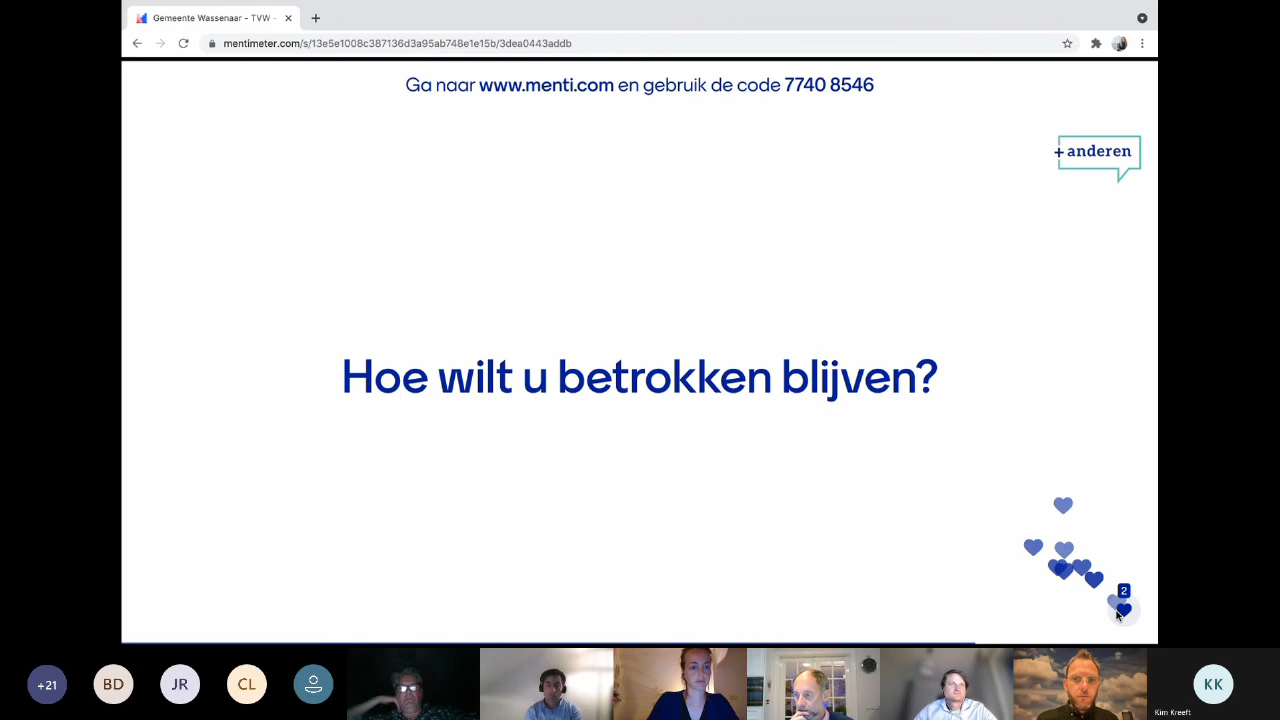 Gemeente Wassenaar - TVW -
mentimeter.com/s/13e5e1008c387136d3a95ab748e1e15b/3dea0443addb
Ga naar www.menti.com en gebruik de code 7740 8546
+ anderen
Hoe wilt u betrokken blijven?
2
+21
BD
JR
CL
KK
Kim Kreeft